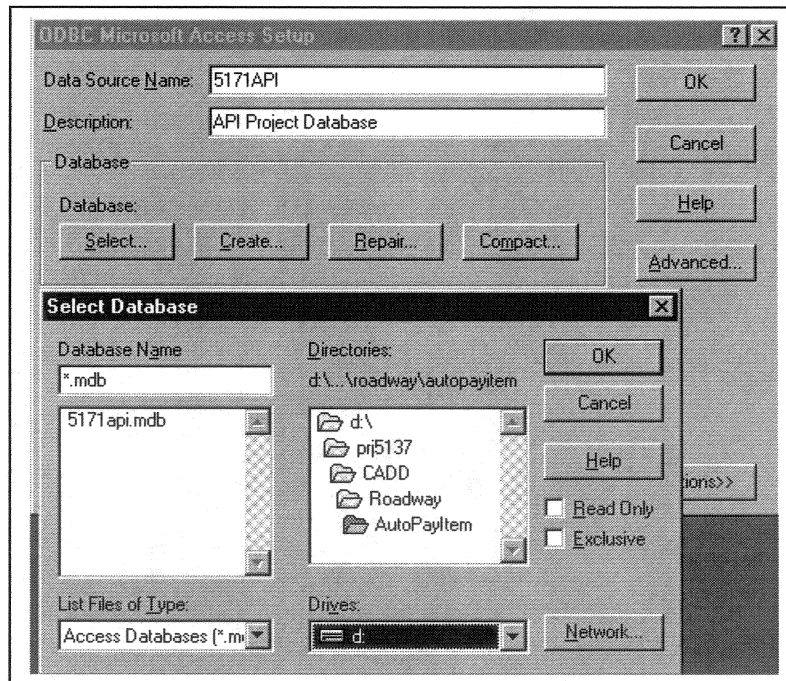 ODBC Microsoft Access Setup
Data Source Name: 5171API
OK
Description: API Project Database
Cancel
Database
Database:
Help
Select... Create... Repair... Compact...
Advanced...
Select Database
Database Name
*.mdb
5171api.mdb
Directories:
d:\...\roadway\autopayitem
d:\
prj5137
CADD
Roadway
AutoPayItem
OK
Cancel
Help
Read Only
Exclusive
ions>>
List Files of Type:
Access Databases (*.m
Drives:
d:
Network...